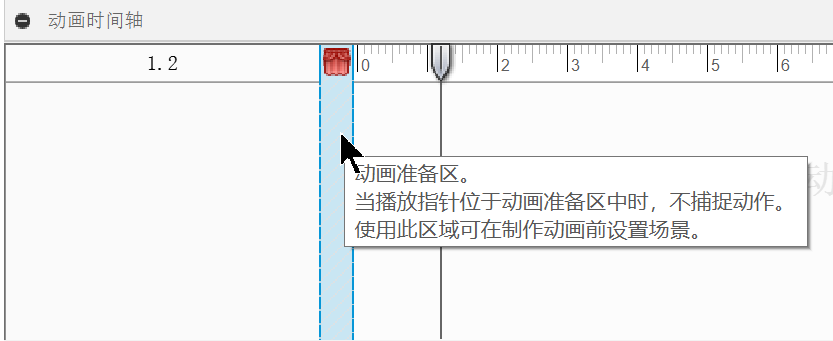 动画时间轴
1.2
0 2 3 4 5 6
动画准备区。
当播放指针位于动画准备区中时，不捕捉动作。
使用此区域可在制作动画前设置场景。
动